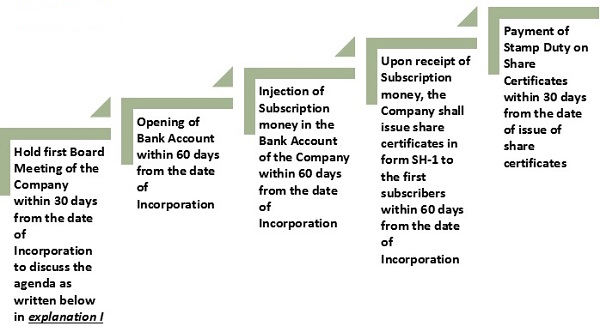 Hold first Board
Meeting of the
Company
within 30 days
from the date
of
Incorporation
to discuss the
agenda as
written below
in explanation I
Opening of
Bank Account
within 60 days
from the date
of
Incorporation
Injection of
Subscription
money in the
Bank Account
of the Company
within 60 days
from the date
of
Incorporation
Upon receipt of
Subscription
money, the
Company shall
issue share
certificates in
form SH-1 to
the first
subscribers
within 60 days
from the date
of
Incorporation
Payment of
Stamp Duty on
Share
Certificates
within 30 days
from the date
of issue of
share
certificates